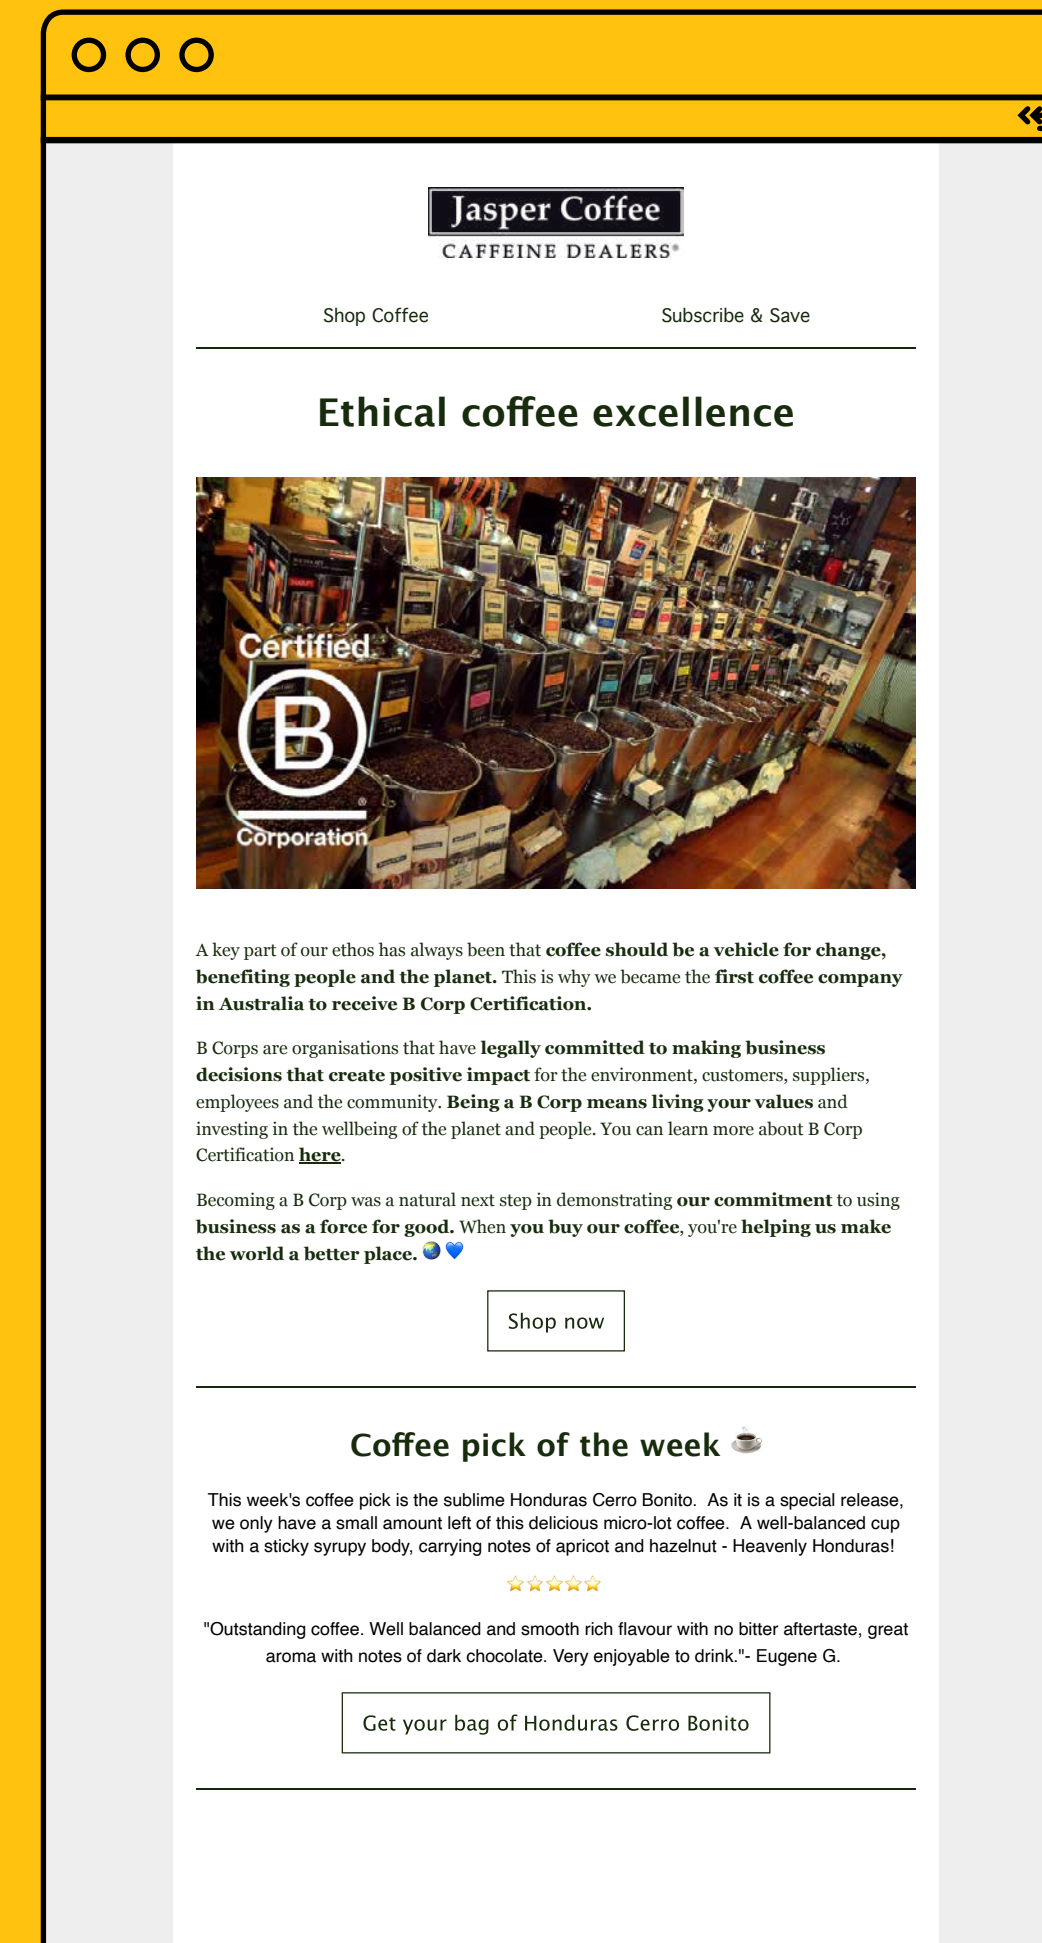 Jasper Coffee
CAFFEINE DEALERS®
Shop Coffee
Subscribe & Save
Ethical coffee excellence
Certified
B
®
Corporation
A key part of our ethos has always been that coffee should be a vehicle for change,
benefiting people and the planet. This is why we became the first coffee company
in Australia to receive B Corp Certification.
B Corps are organisations that have legally committed to making business
decisions that create positive impact for the environment, customers, suppliers,
employees and the community. Being a B Corp means living your values and
investing in the wellbeing of the planet and people. You can learn more about B Corp
Certification here.
Becoming a B Corp was a natural next step in demonstrating our commitment to using
business as a force for good. When you buy our coffee, you're helping us make
the world a better place. 🌏 💙
Shop now
Coffee pick of the week ☕
This week's coffee pick is the sublime Honduras Cerro Bonito.  As it is a special release,
we only have a small amount left of this delicious micro-lot coffee.  A well-balanced cup
with a sticky syrupy body, carrying notes of apricot and hazelnut - Heavenly Honduras!
⭐⭐⭐⭐⭐
"Outstanding coffee. Well balanced and smooth rich flavour with no bitter aftertaste, great
aroma with notes of dark chocolate. Very enjoyable to drink."- Eugene G.
Get your bag of Honduras Cerro Bonito